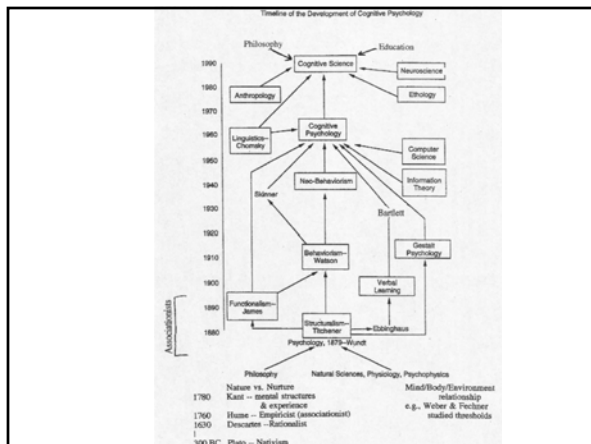 Timeline of the Development of Cognitive Psychology
Philosophy
Education
1990
Cognitive Science
Neuroscience
1980
Anthropology
Ethology
1970
Linguistics--
Chomsky
1960
Cognitive
Psychology
Computer
Science
1950
Information
Theory
1940
Skinner
Neo-Behaviorism
1930
Bartlett
1920
Gestalt
Psychology
1910
Behaviorism--
Watson
1900
Verbal
Learning
1890
Functionalism--
James
Associationists
1880
Structuralism--
Titchener
Ebbinghaus
Psychology, 1879--Wundt
Philosophy
Natural Sciences, Physiology, Psychophysics
Nature vs. Nurture
1780 Kant -- mental structures
& experience
1760 Hume -- Empiricist (associationist)
1630 Descartes --Rationalist
300 BC Plato -- Nativism
Mind/Body/Environment
relationship
e.g., Weber & Fechner
studied thresholds